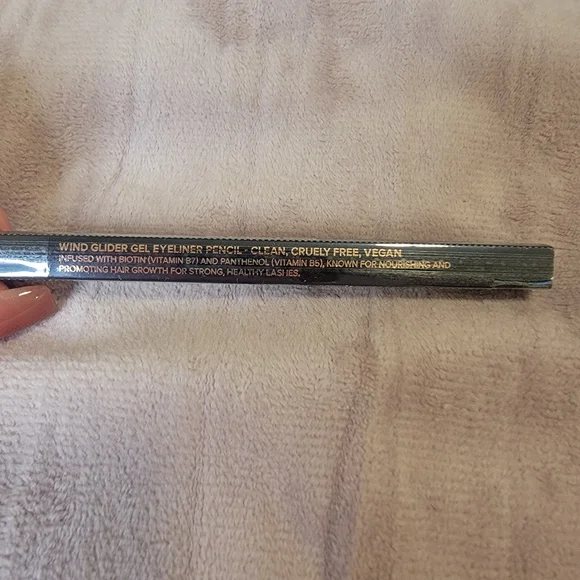 WIND GLIDER GEL EYELINER PENCIL - CLEAN, CRUELY FREE, VEGAN
INFUSED WITH BIOTIN (VITAMIN B7) AND PANTHENOL (VITAMIN B5), KNOWN FOR NOURISHING AND
PROMOTING HAIR GROWTH FOR STRONG, HEALTHY LASHES.